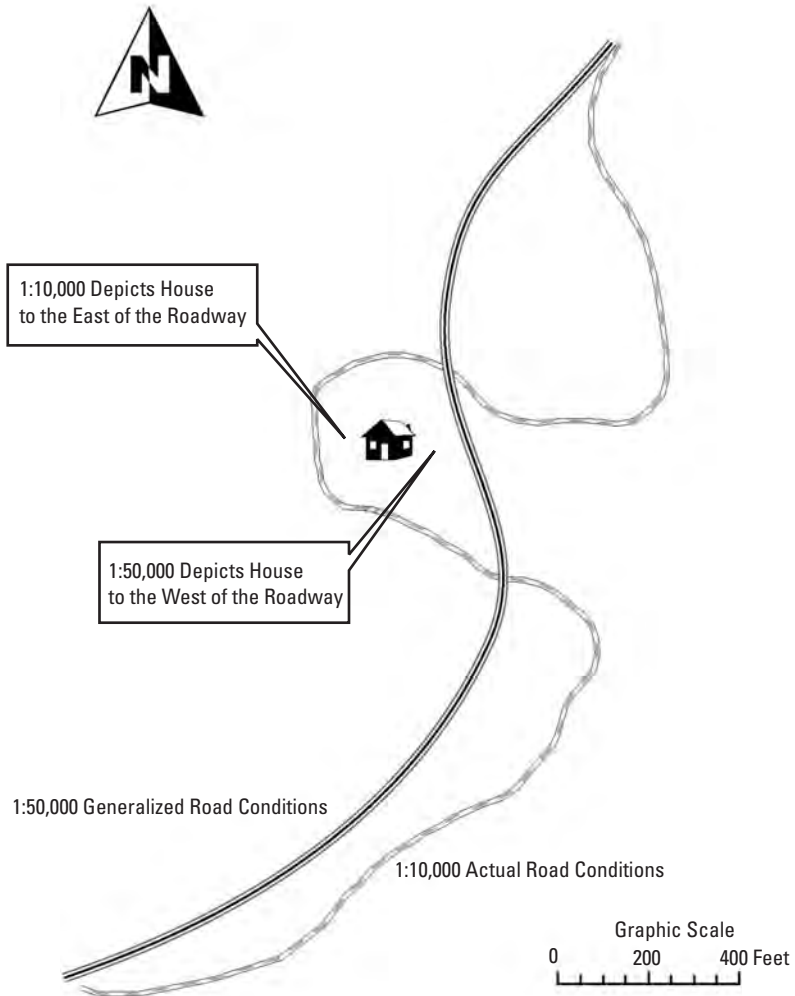 N
1:10,000 Depicts House
to the East of the Roadway
1:50,000 Depicts House
to the West of the Roadway
1:50,000 Generalized Road Conditions
1:10,000 Actual Road Conditions
Graphic Scale
0 200 400 Feet